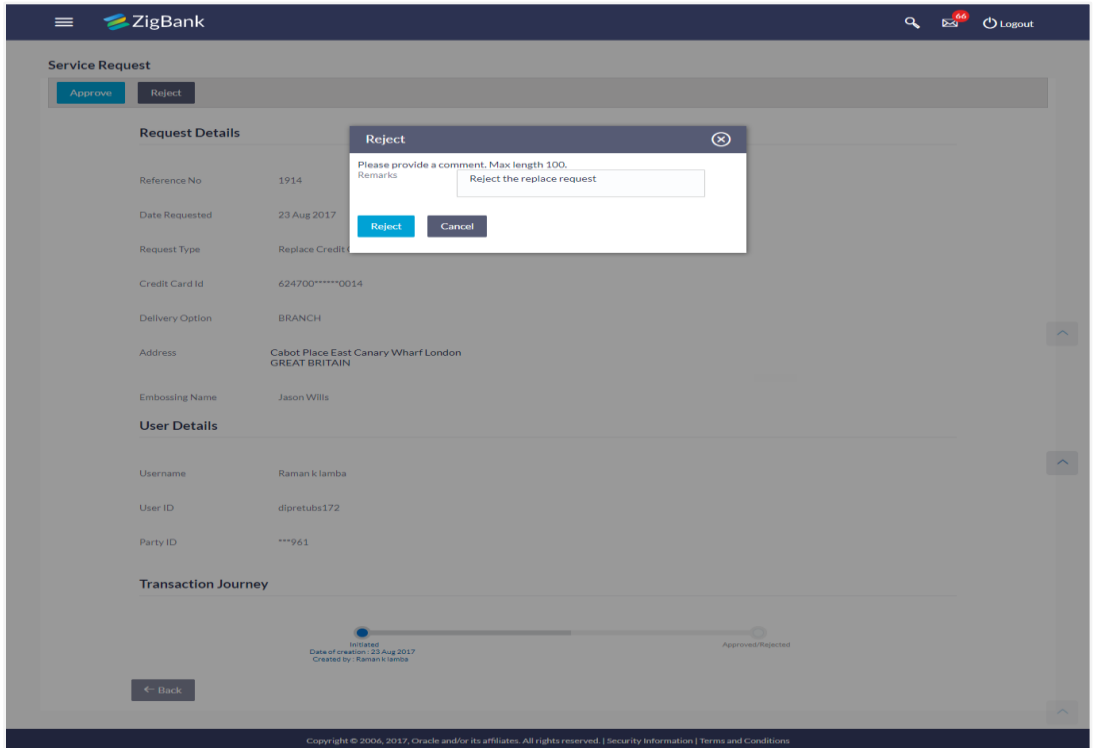 ZigBank
66
Logout
Service Request
Approve
Reject
Request Details
Reject
Please provide a comment. Max length 100.
Remarks
Reject the replace request
Reject
Cancel
Reference No 1914
Date Requested 23 Aug 2017
Request Type Replace Credit
Credit Card Id 624700******0014
Delivery Option BRANCH
Address Cabot Place East Canary Wharf London
GREAT BRITAIN
Embossing Name Jason Wills
User Details
Username Raman k lamba
User ID dipretubs172
Party ID ***961
Transaction Journey
Initiated
Date of creation : 23 Aug 2017
Created by : Raman k lamba
Approved/Rejected
Back
Copyright © 2006, 2017, Oracle and/or its affiliates. All rights reserved. | Security Information | Terms and Conditions